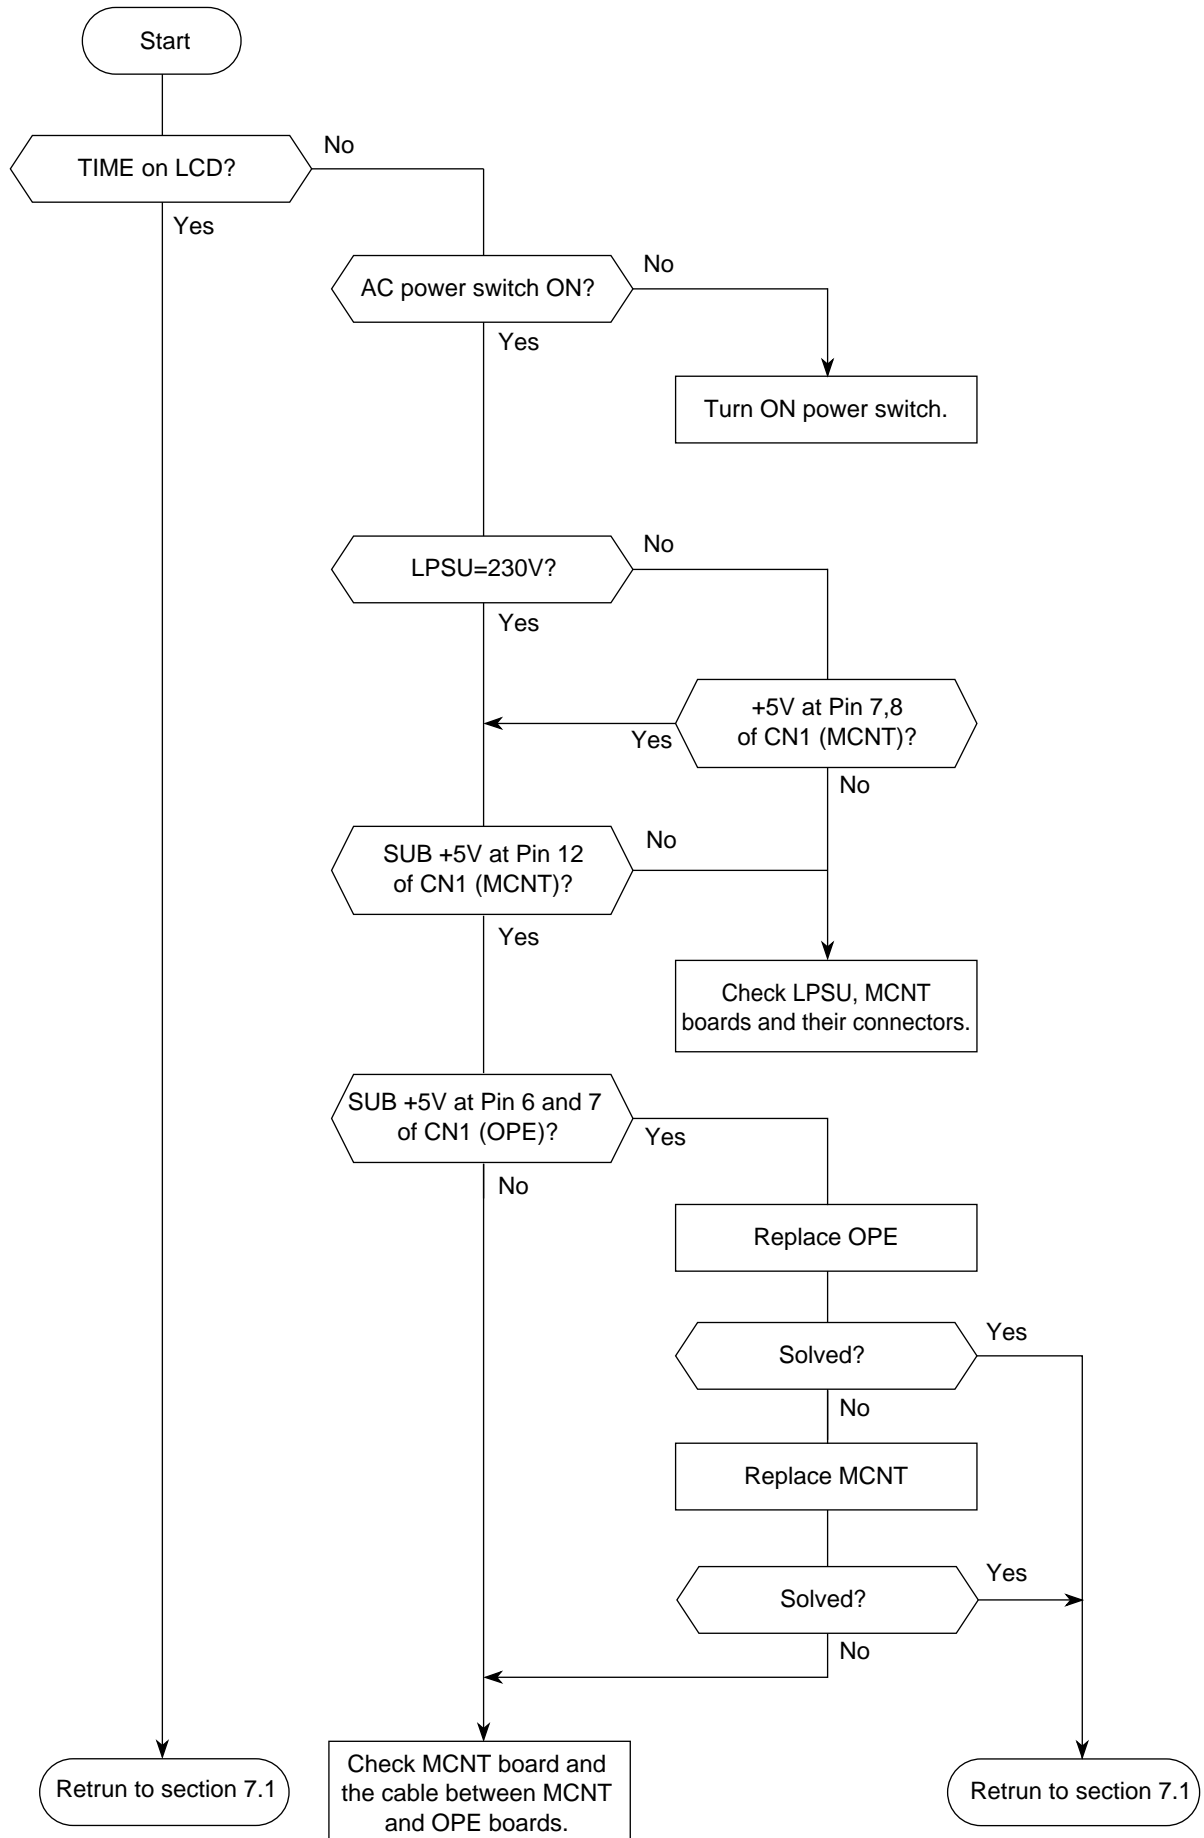 Start
TIME on LCD?
No
Yes
AC power switch ON?
No
Yes
Turn ON power switch.
LPSU=230V?
No
Yes
+5V at Pin 7,8
of CN1 (MCNT)?
Yes
No
SUB +5V at Pin 12
of CN1 (MCNT)?
No
Yes
Check LPSU, MCNT
boards and their connectors.
SUB +5V at Pin 6 and 7
of CN1 (OPE)?
Yes
No
Replace OPE
Solved?
Yes
No
Replace MCNT
Solved?
Yes
No
Retrun to section 7.1
Check MCNT board and
the cable between MCNT
and OPE boards.
Retrun to section 7.1